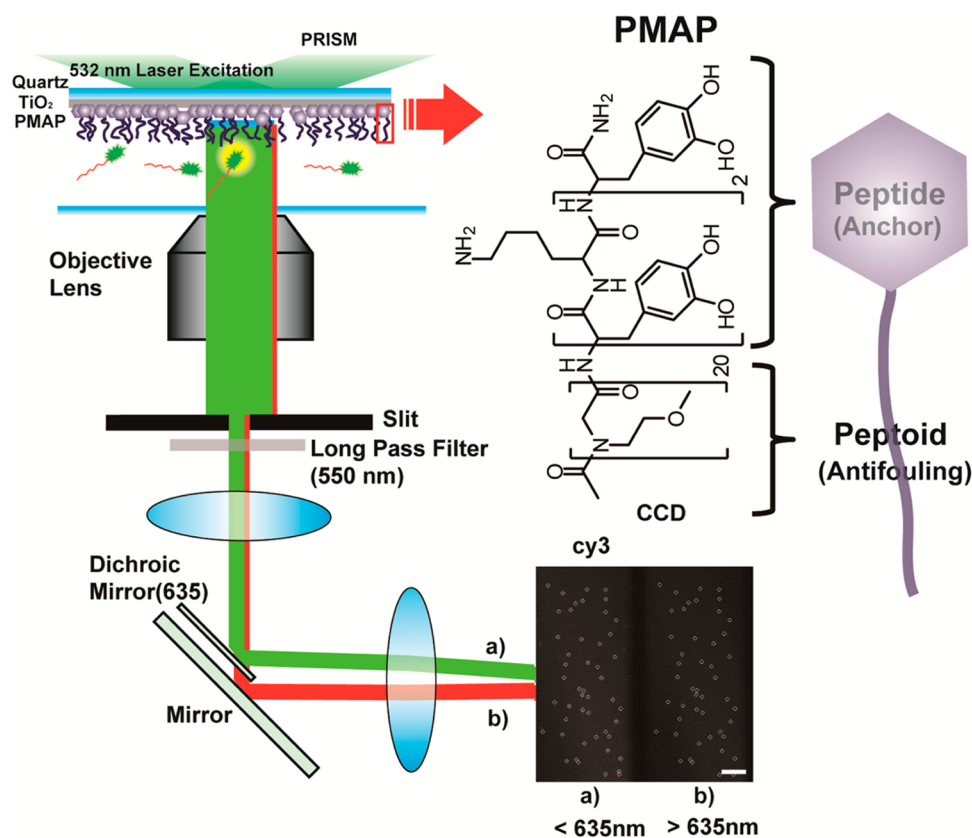 PRISM
532 nm Laser Excitation
Quartz
TiO₂
PMAP
Objective
Lens
Slit
Long Pass Filter
(550 nm)
Dichroic
Mirror(635)
Mirror
a)
b)
PMAP
OH
HO
NH₂
O
2
N
H
O
NH₂
N
H
OH
HO
O
20
N
H
O
O
N
O
Peptide
(Anchor)
Peptoid
(Antifouling)
CCD
cy3
a)
b)
< 635nm
> 635nm